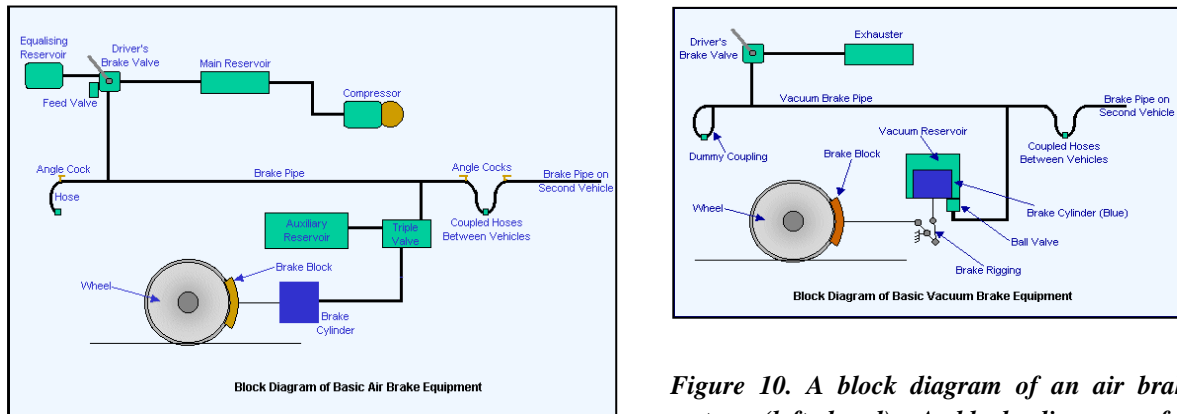 Equalising
Reservoir
Driver's
Brake Valve
Feed Valve
Main Reservoir
Compressor
Angle Cock
Hose
Brake Pipe
Angle Cocks
Brake Pipe on
Second Vehicle
Coupled Hoses
Between Vehicles
Auxiliary
Reservoir
Triple
Valve
Brake Block
Wheel
Brake
Cylinder
Block Diagram of Basic Air Brake Equipment
Driver's
Brake Valve
Exhauster
Vacuum Brake Pipe
Brake Pipe on
Second Vehicle
Dummy Coupling
Vacuum Reservoir
Brake Block
Coupled Hoses
Between Vehicles
Wheel
Brake Cylinder (Blue)
Ball Valve
Brake Rigging
Block Diagram of Basic Vacuum Brake Equipment
Figure 10. A block diagram of an air brak